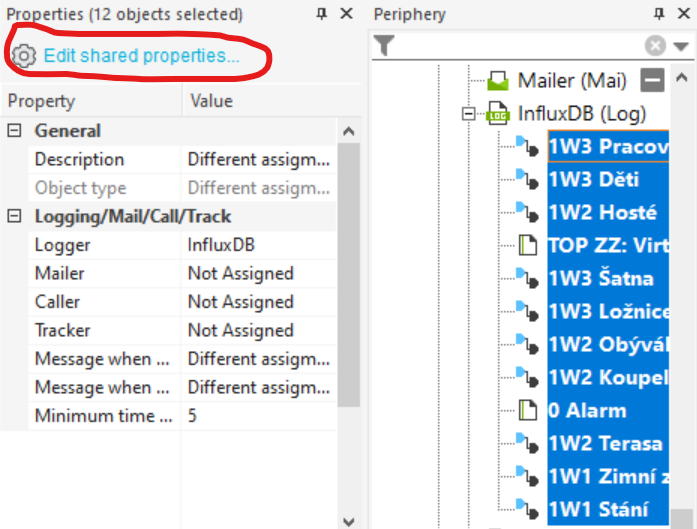 Properties (12 objects selected)
Edit shared properties...
Property Value
General
Description Different assigm...
Object type Different assigm...
Logging/Mail/Call/Track
Logger InfluxDB
Mailer Not Assigned
Caller Not Assigned
Tracker Not Assigned
Message when ... Different assigm...
Message when ... Different assigm...
Minimum time ... 5
Periphery
Mailer (Mai)
LOG InfluxDB (Log)
1W3 Pracov
1W3 Děti
1W2 Hosté
TOP ZZ: Virt
1W3 Šatna
1W3 Ložnice
1W2 Obývá
1W2 Koupel
0 Alarm
1W2 Terasa
1W1 Zimní z
1W1 Stání